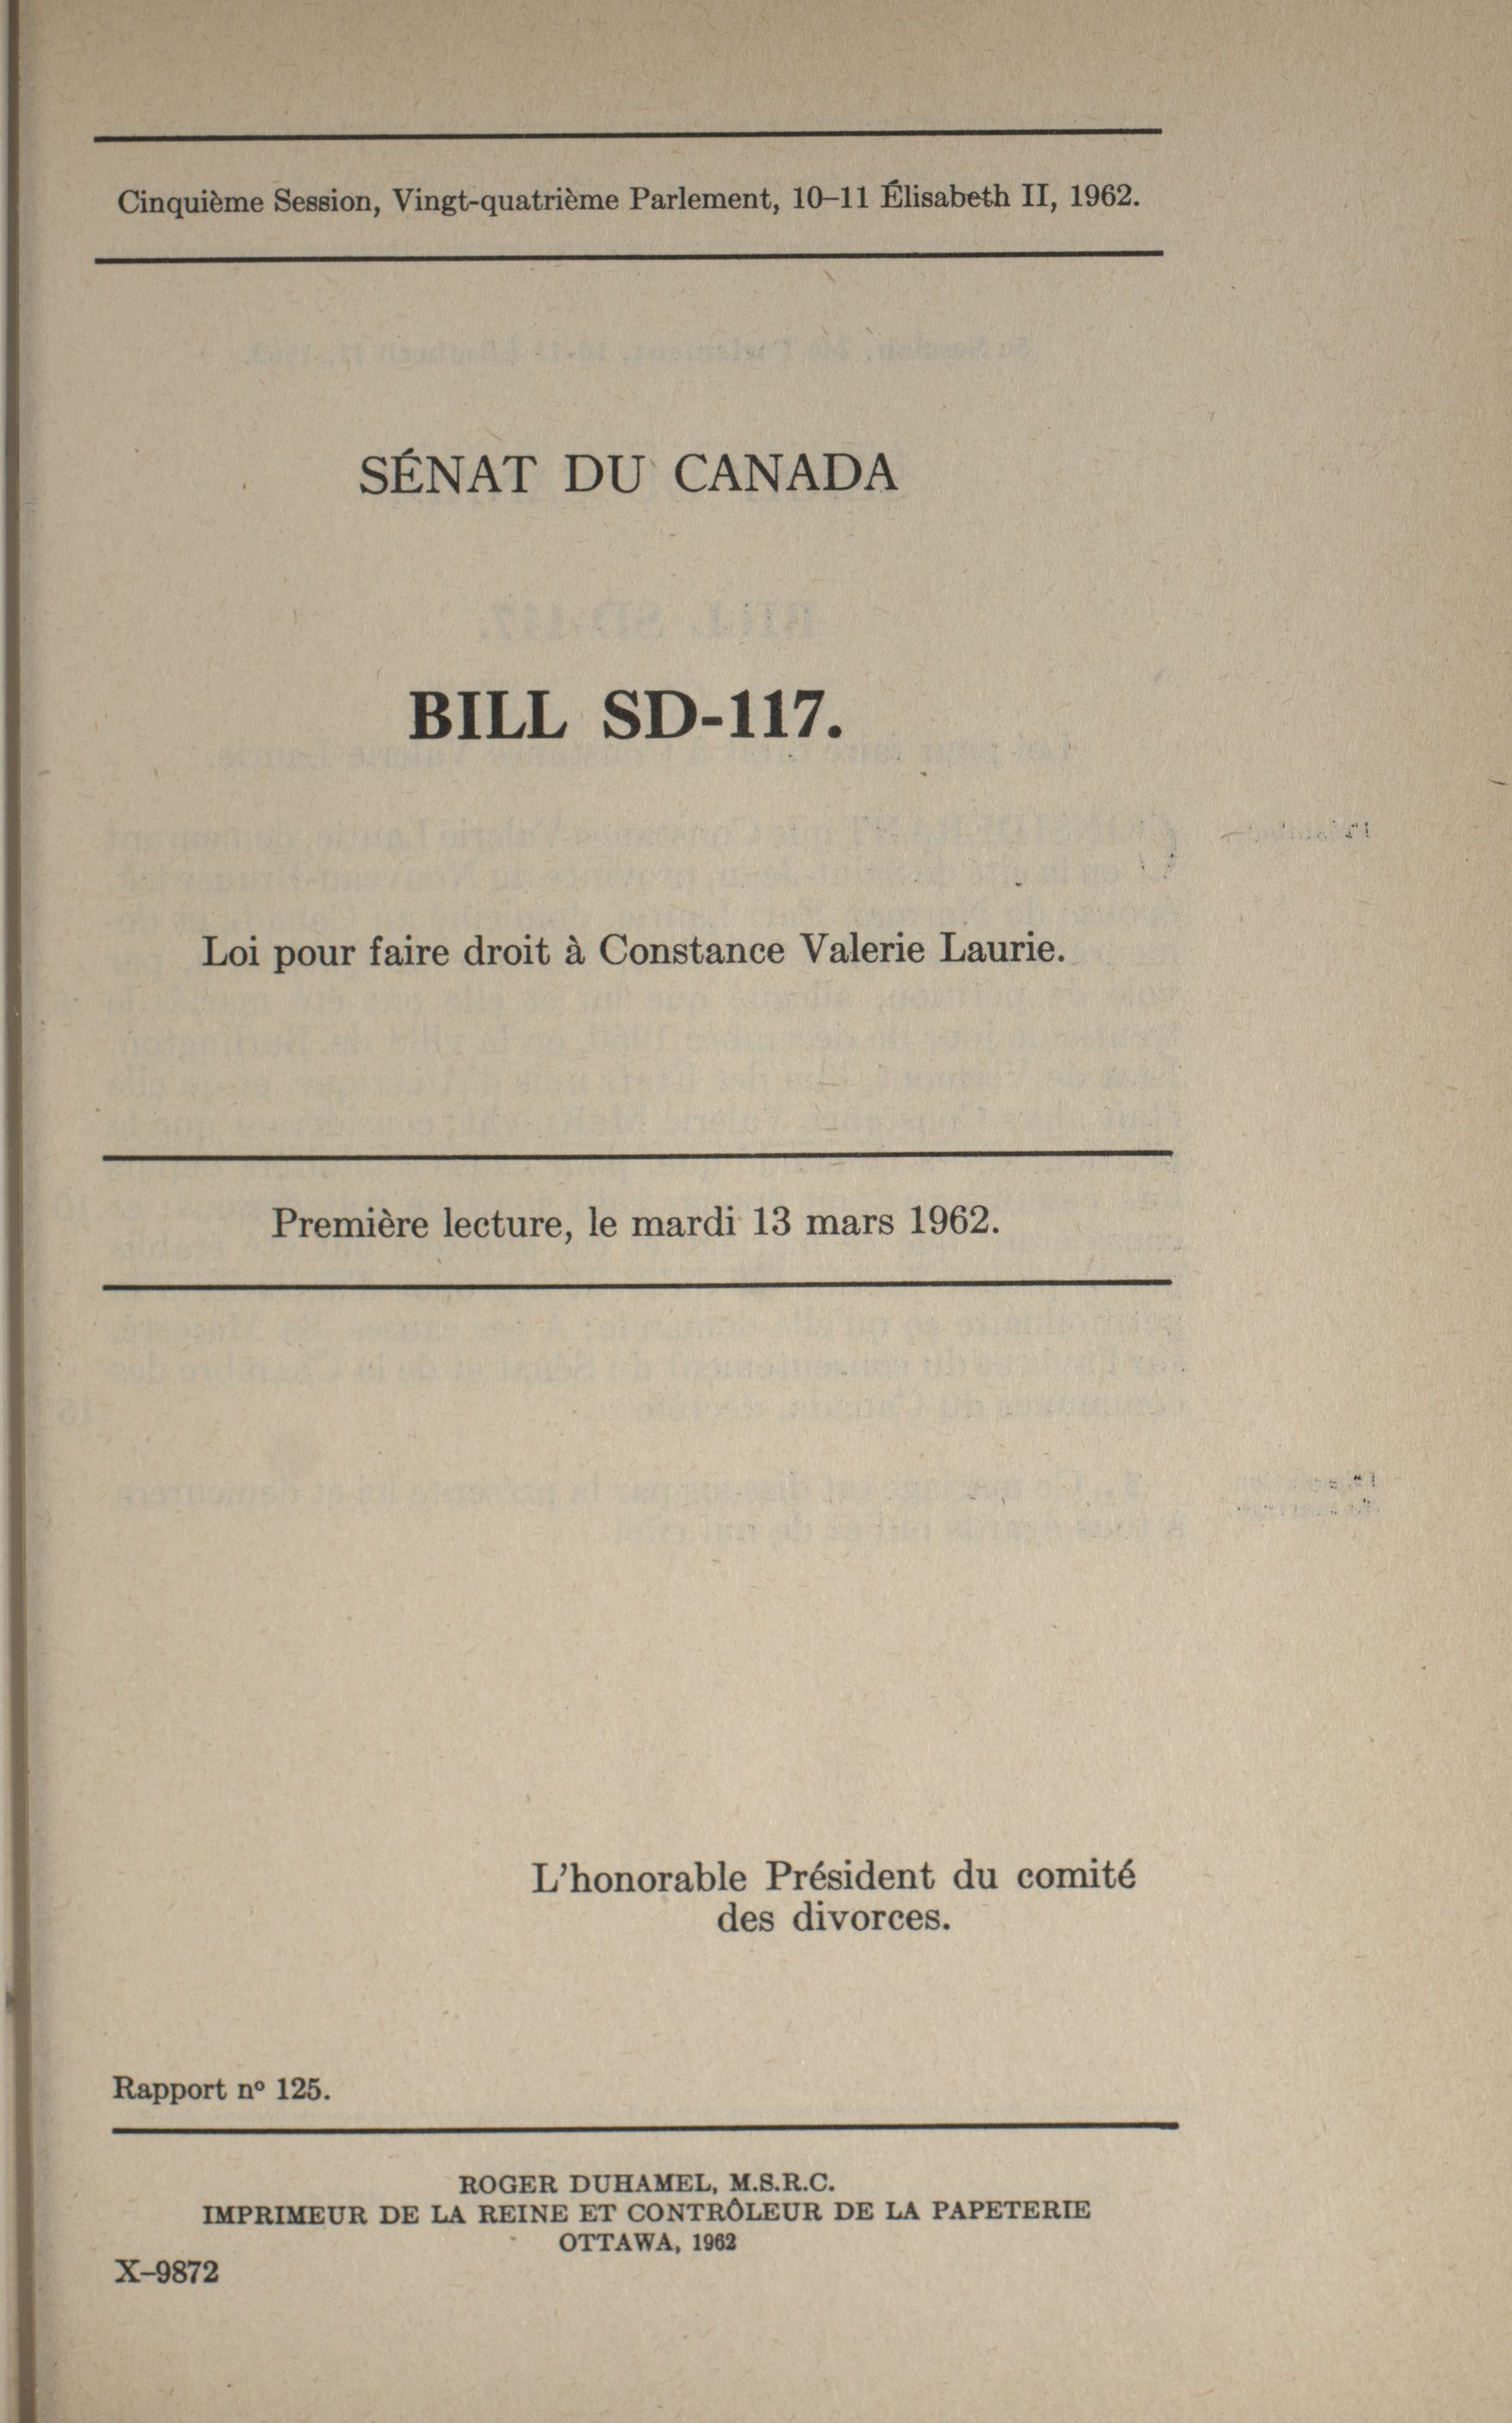 Cinquième Session, Vingt-quatrième Parlement, 10–11 Élisabeth II, 1962.
SÉNAT DU CANADA
BILL SD-117.
Loi pour faire droit à Constance Valerie Laurie.
Première lecture, le mardi 13 mars 1962.
L'honorable Président du comité
des divorces.
Rapport nº 125.
ROGER DUHAMEL, M.S.R.C.
IMPRIMEUR DE LA REINE ET CONTRÔLEUR DE LA PAPETERIE
OTTAWA, 1962
X–9872